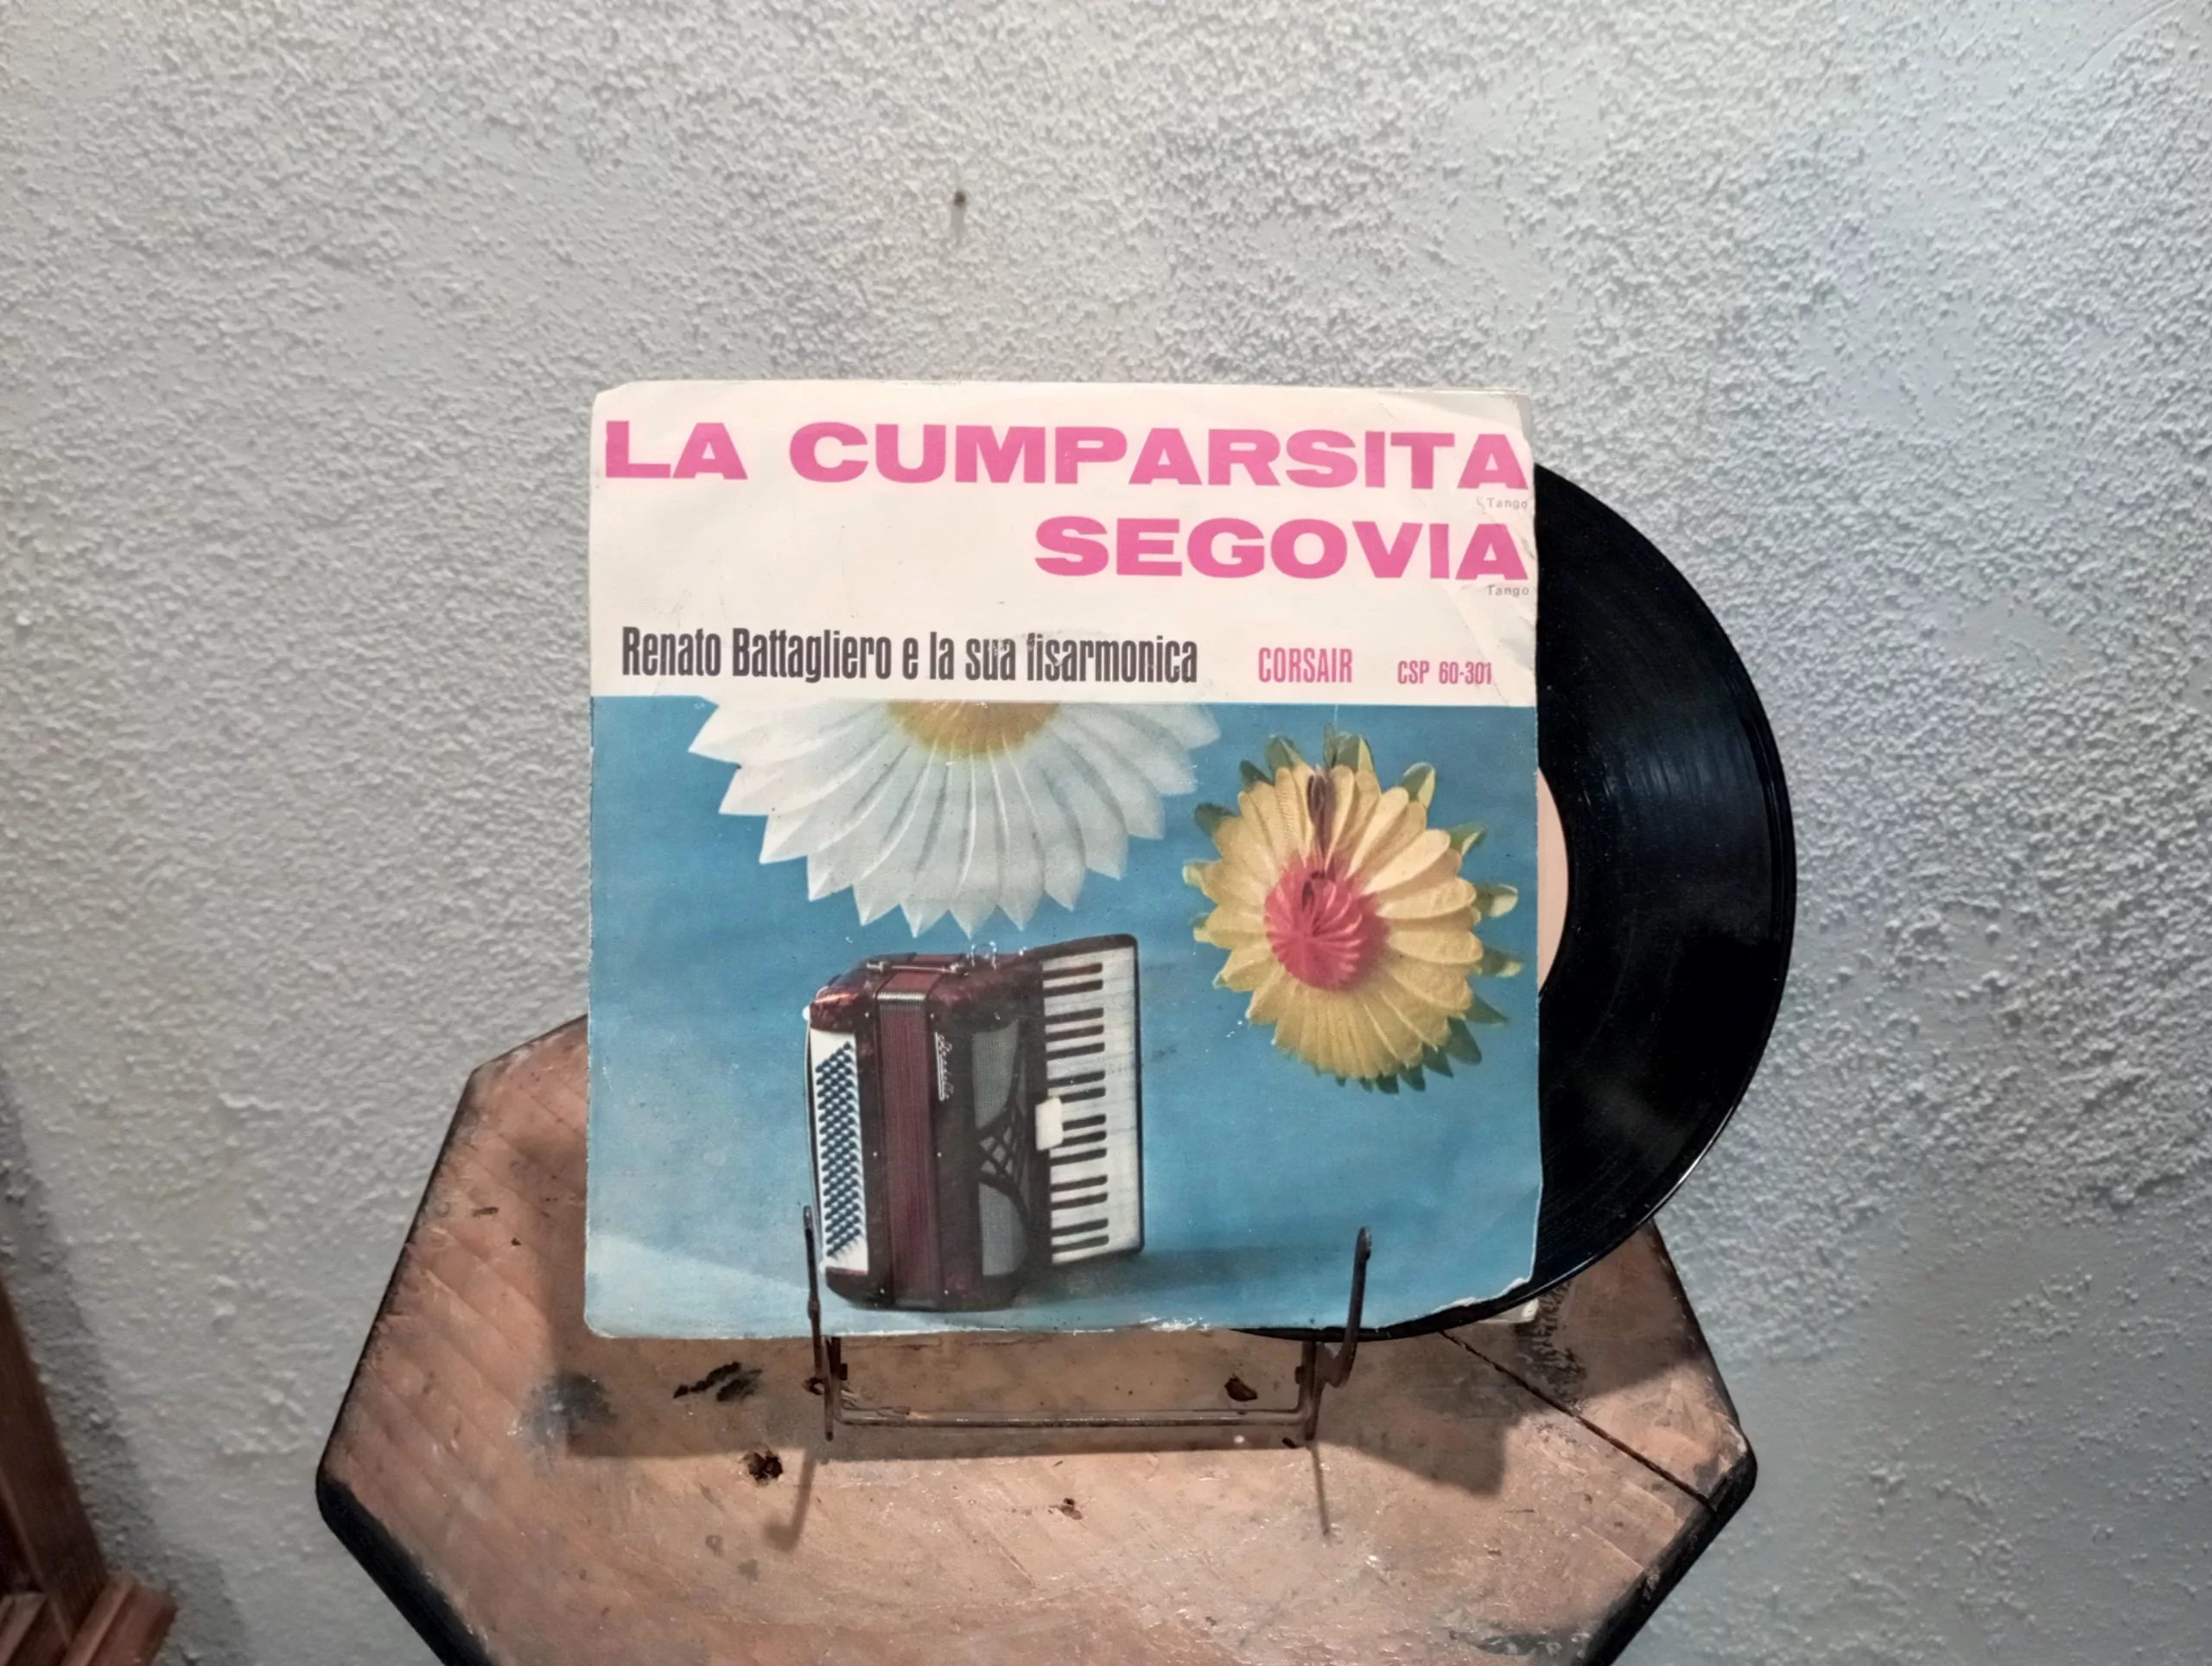 LA CUMPARSITA
Tango
SEGOVIA
Tango
Renato Battagliero e la sua fisarmonica CORSAIR CSP 60-301